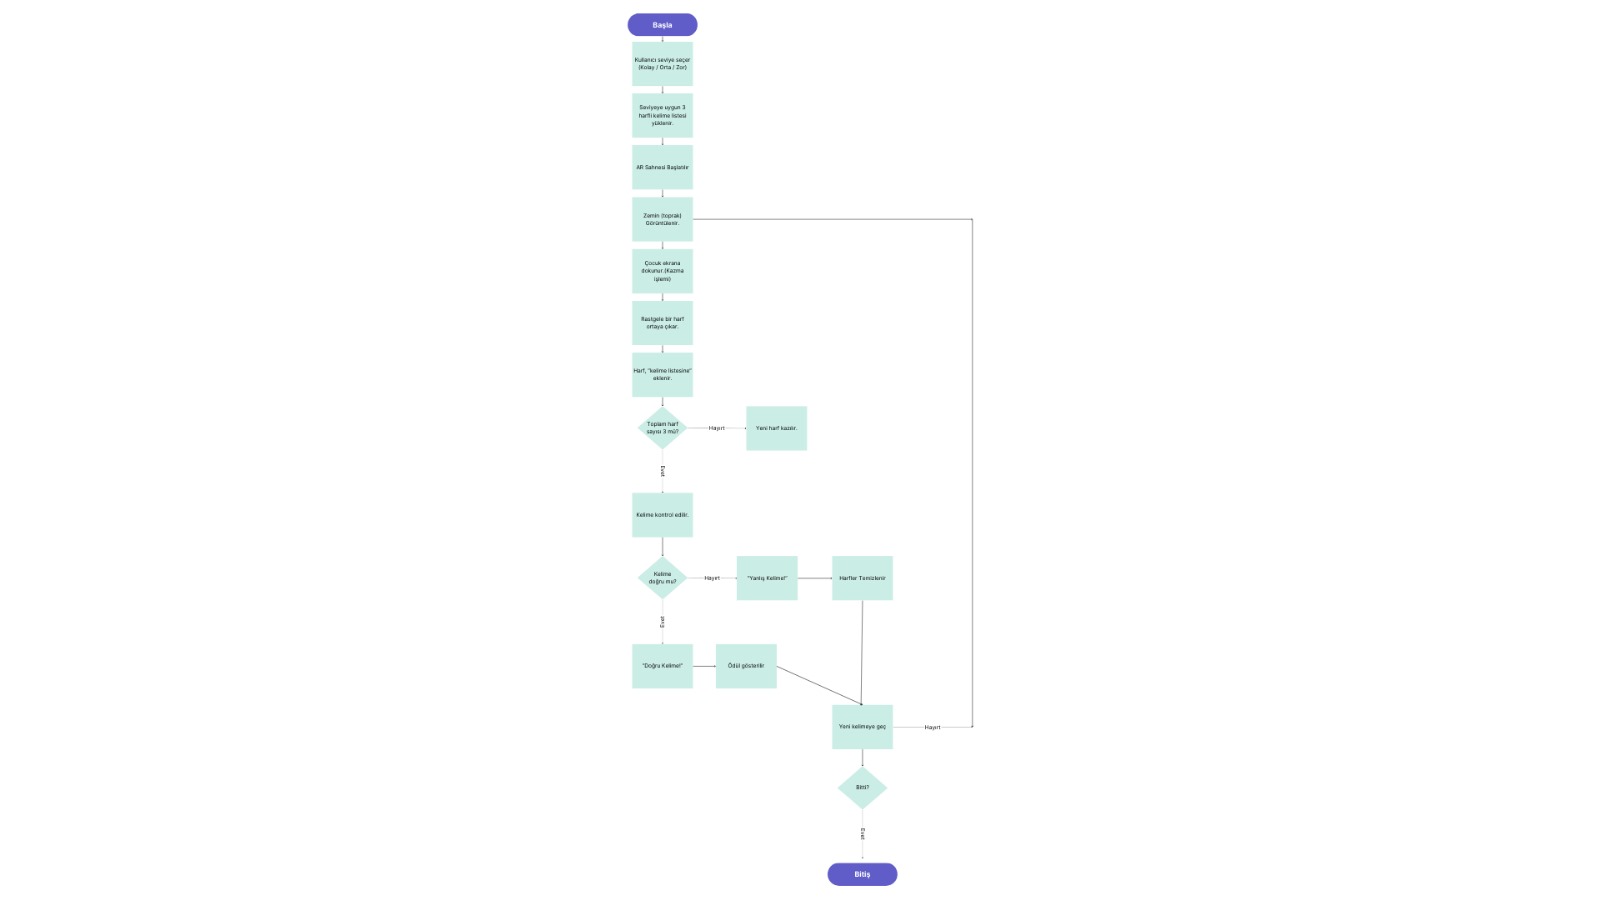 Başla
Kullanıcı seviye seçer
(Kolay / Orta / Zor)
Seviyeye uygun 3
harfli kelime listesi
yüklenir.
AR Sahnesi Başlatılır
Zemin (toprak)
Görüntülenir.
Çocuk ekrana
dokunur.(Kazma
işlemi)
Rastgele bir harf
ortaya çıkar.
Harf, "kelime listesine"
eklenir.
Toplam harf
sayısı 3 mü?
Hayırt
Yeni harf kazılır.
Evet
Kelime kontrol edilir.
Kelime
doğru mu?
Hayırt
"Yanlış Kelime!"
Harfler Temizlenir
Evet
"Doğru Kelime!"
Ödül gösterilir
Yeni kelimeye geç
Hayırt
Bitti?
Evet
Bitiş